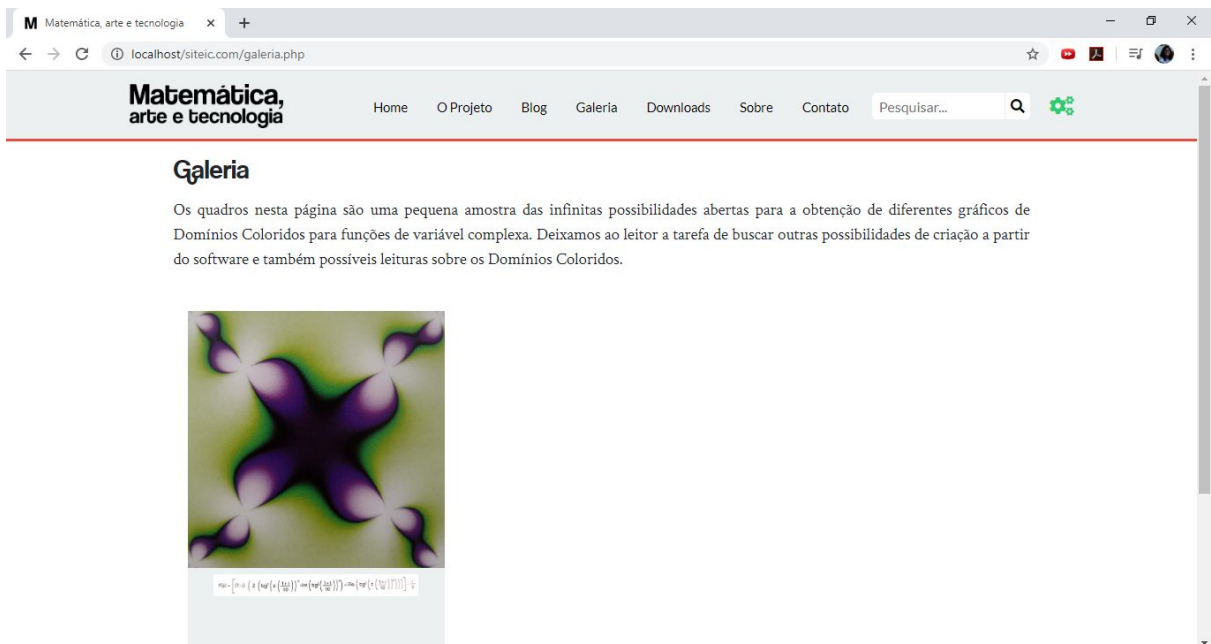 M Matemática, arte e tecnologia
localhost/siteic.com/galeria.php
Matemática,
arte e tecnologia
Home O Projeto Blog Galeria Downloads Sobre Contato Pesquisar...
Galeria
Os quadros nesta página são uma pequena amostra das infinitas possibilidades abertas para a obtenção de diferentes gráficos de
Domínios Coloridos para funções de variável complexa. Deixamos ao leitor a tarefa de buscar outras possibilidades de criação a partir
do software e também possíveis leituras sobre os Domínios Coloridos.